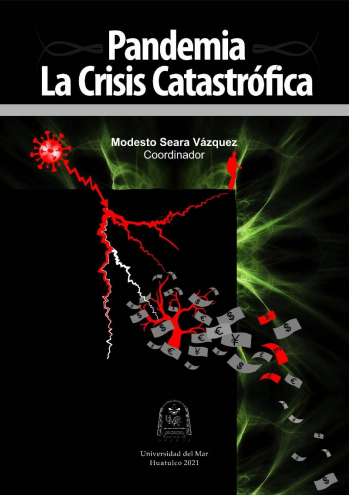 Pandemia
La Crisis Catastrófica
Modesto Seara Vázquez
Coordinador
$
$
$
€
$
$
€
€
¥
€
¥
$
$
€
$
$
Universidad del Mar
Huatulco 2021